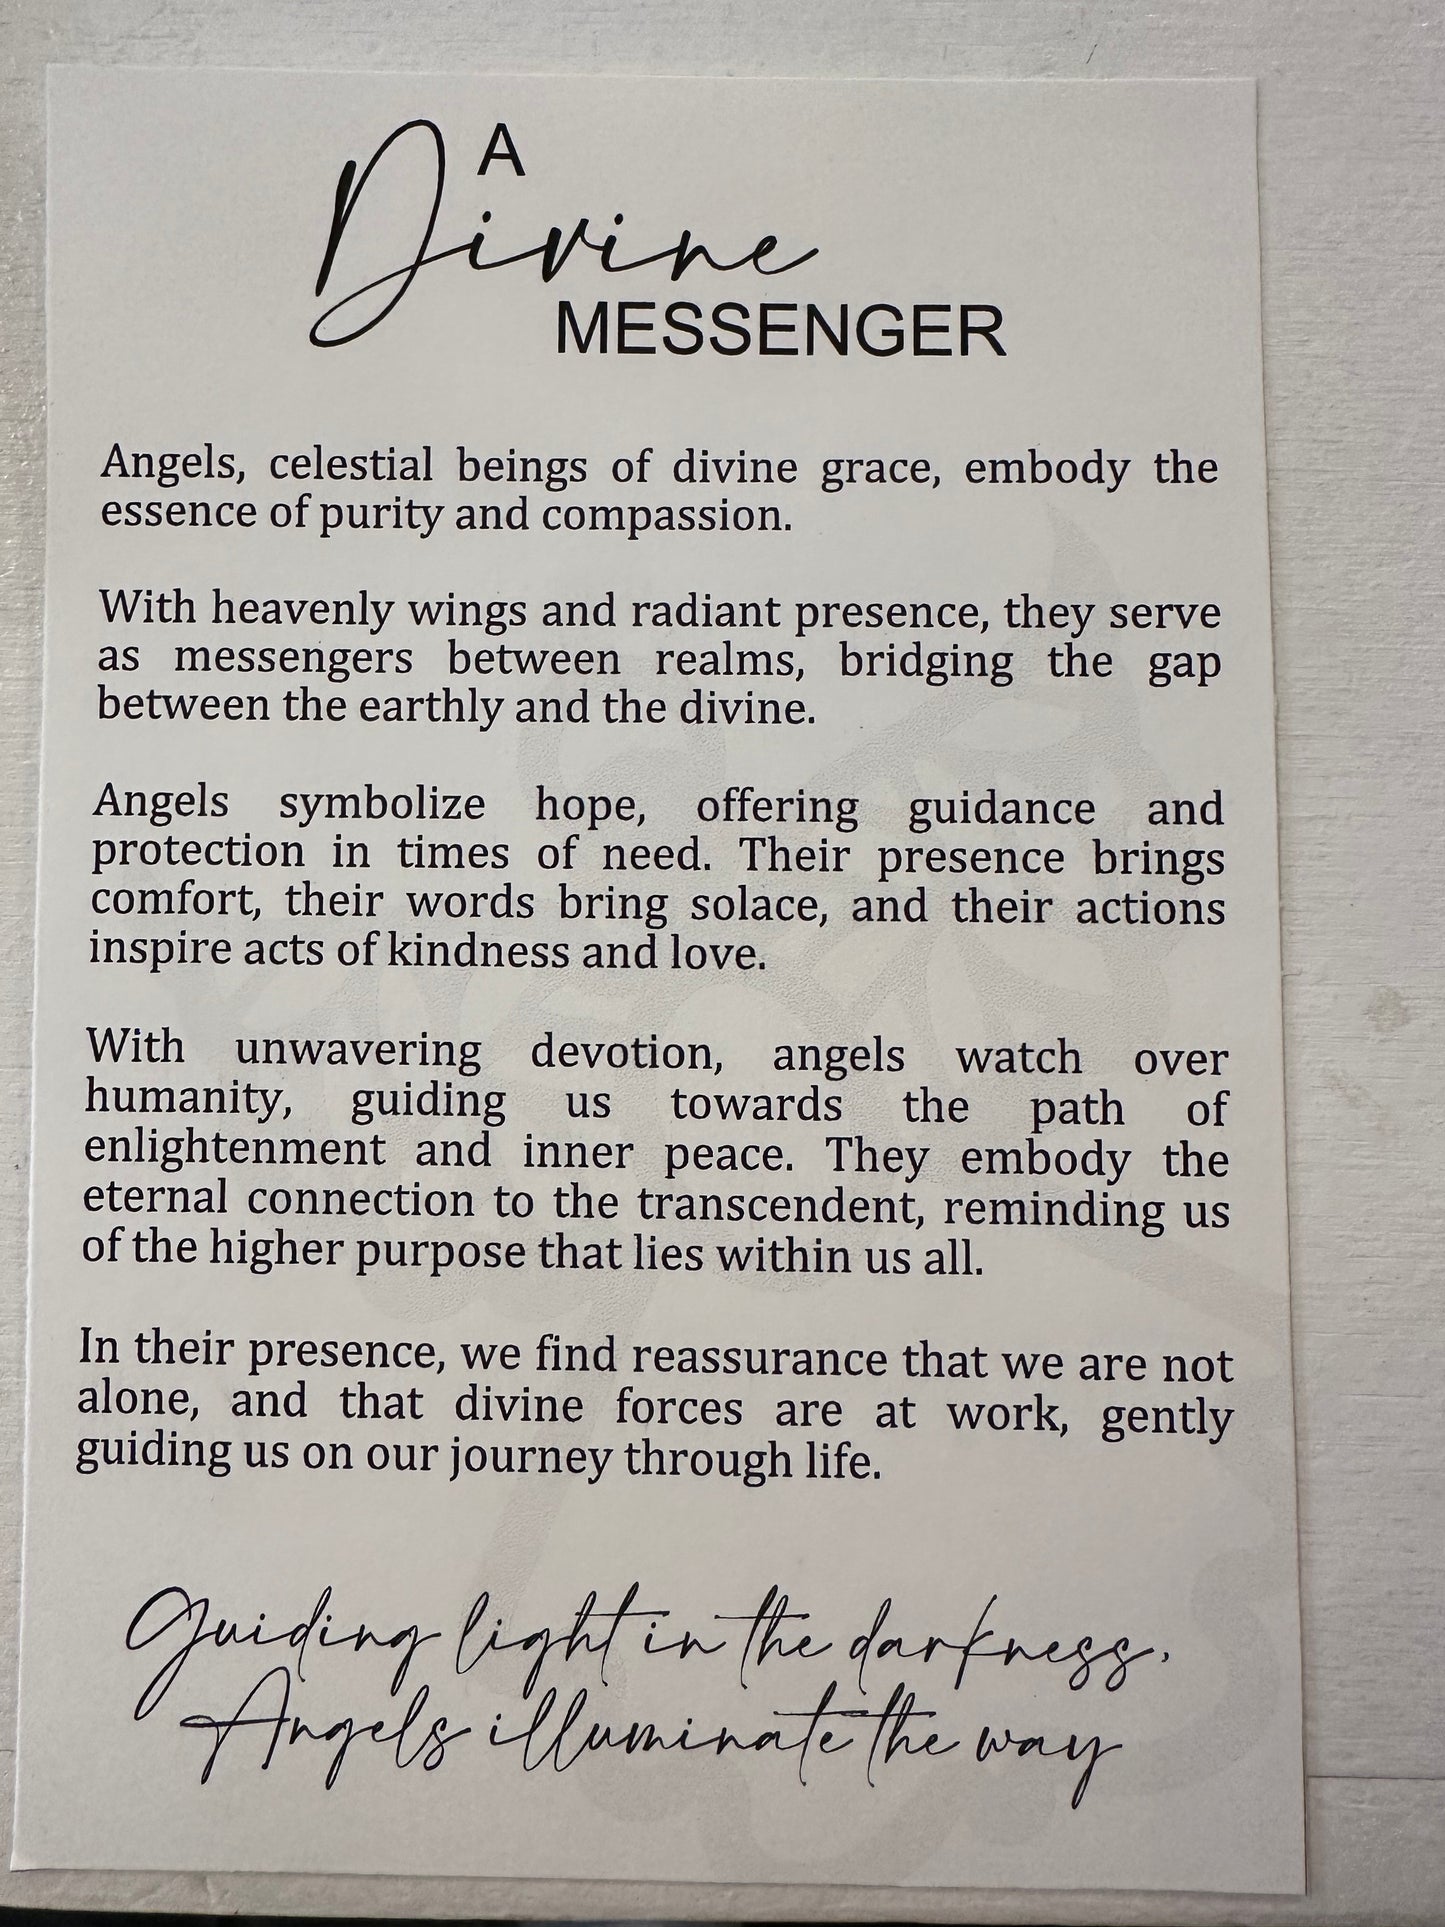 A
Divine
MESSENGER
Angels, celestial beings of divine grace, embody the
essence of purity and compassion.
With heavenly wings and radiant presence, they serve
as messengers between realms, bridging the gap
between the earthly and the divine.
Angels symbolize hope, offering guidance and
protection in times of need. Their presence brings
comfort, their words bring solace, and their actions
inspire acts of kindness and love.
With unwavering devotion, angels watch over
humanity, guiding us towards the path of
enlightenment and inner peace. They embody the
eternal connection to the transcendent, reminding us
of the higher purpose that lies within us all.
In their presence, we find reassurance that we are not
alone, and that divine forces are at work, gently
guiding us on our journey through life.
Guiding light in the darkness,
Angels illuminate the way